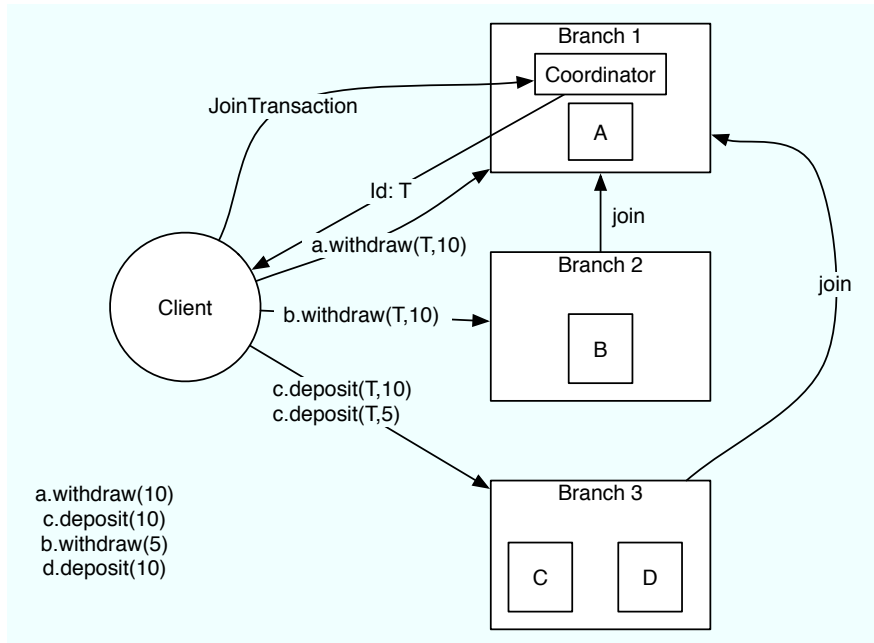 Branch 1
Coordinator
JoinTransaction
A
Id: T
join
a.withdraw(T,10)
Branch 2
join
Client
b.withdraw(T,10)
B
c.deposit(T,10)
c.deposit(T,5)
Branch 3
a.withdraw(10)
c.deposit(10)
b.withdraw(5)
d.deposit(10)
C
D